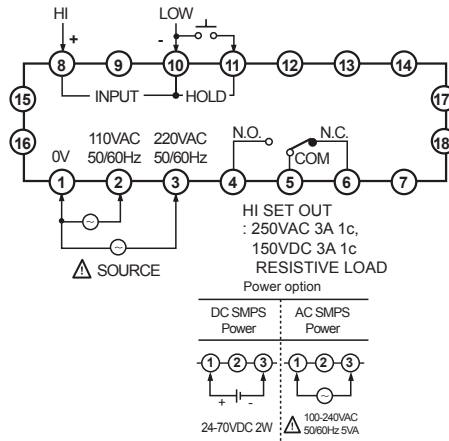 HI
LOW
+
-
8 9 10 11 12 13 14
INPUT
HOLD
15
17
16
18
110VAC 220VAC
0V 50/60Hz 50/60Hz
N.O.
N.C.
COM
1 2 3 4 5 6 7
SOURCE
HI SET OUT
: 250VAC 3A 1c,
150VDC 3A 1c
RESISTIVE LOAD
Power option
DC SMPS
Power
AC SMPS
Power
1 2 3
1 2 3
+ -
24-70VDC 2W
100-240VAC
50/60Hz 5VA